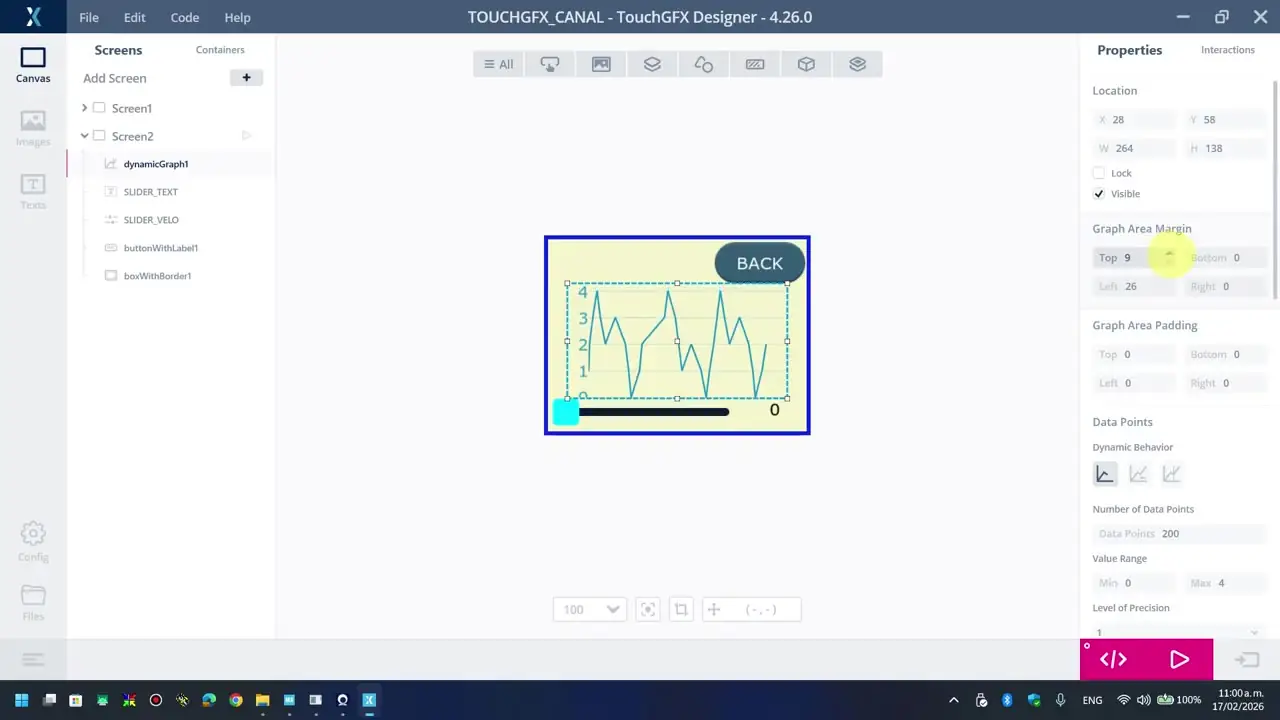 File Edit Code Help
TOUCHGFX_CANAL - TouchGFX Designer - 4.26.0
Canvas
Images
Texts
Config
Files
Screens Containers
Add Screen +
Screen1
Screen2
dynamicGraph1
SLIDER_TEXT
SLIDER_VELO
buttonWithLabel1
boxWithBorder1
All
BACK
4
3
2
1
0
0
100
(-,-)
Properties Interactions
Location
X 28 Y 58
W 264 H 138
Lock
Visible
Graph Area Margin
Top 9 Bottom 0
Left 26 Right 0
Graph Area Padding
Top 0 Bottom 0
Left 0 Right 0
Data Points
Dynamic Behavior
Number of Data Points
Data Points 200
Value Range
Min 0 Max 4
Level of Precision
1
ENG
100%
11:00 a.m.
17/02/2026